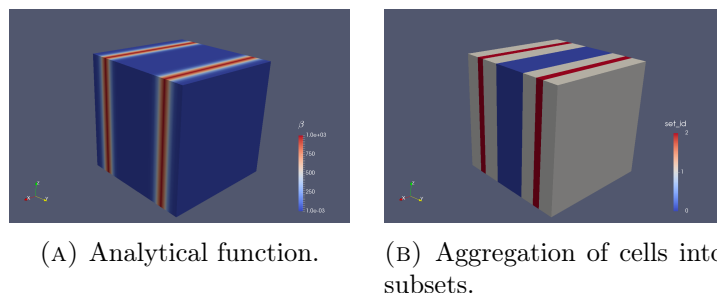 β
1.0e+03
750
500
250
1.0e-03
Z
X
Y
set_id
2
1
0
Z
X
Y
(A) Analytical function.
(B) Aggregation of cells into
subsets.